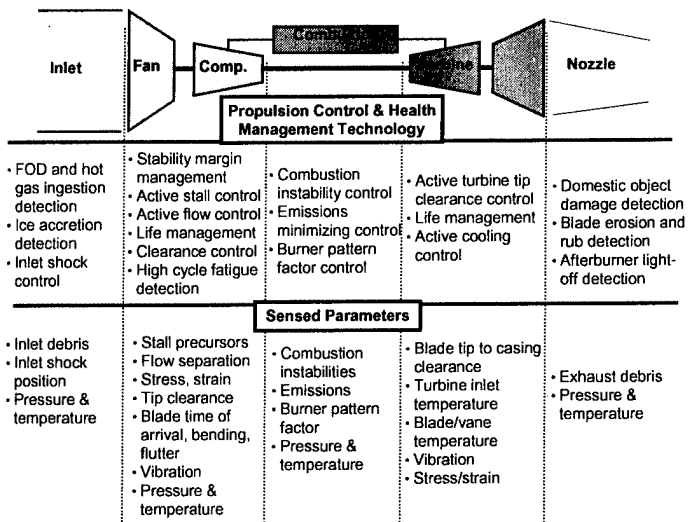 Inlet
Fan
Comp.
Nozzle
Propulsion Control & Health
Management Technology
• FOD and hot
gas ingestion
detection
• Ice accretion
detection
• Inlet shock
control
• Stability margin
management
• Active stall control
• Active flow control
• Life management
• Clearance control
• High cycle fatigue
detection
• Combustion
instability control
• Emissions
minimizing control
• Burner pattern
factor control
• Active turbine tip
clearance control
• Life management
• Active cooling
control
• Domestic object
damage detection
• Blade erosion and
rub detection
• Afterburner light-
off detection
Sensed Parameters
• Inlet debris
• Inlet shock
position
• Pressure &
temperature
• Stall precursors
• Flow separation
• Stress, strain
• Tip clearance
• Blade time of
arrival, bending,
flutter
• Vibration
• Pressure &
temperature
• Combustion
instabilities
• Emissions
• Burner pattern
factor
• Pressure &
temperature
• Blade tip to casing
clearance
• Turbine inlet
temperature
• Blade/vane
temperature
• Vibration
• Stress/strain
• Exhaust debris
• Pressure &
temperature